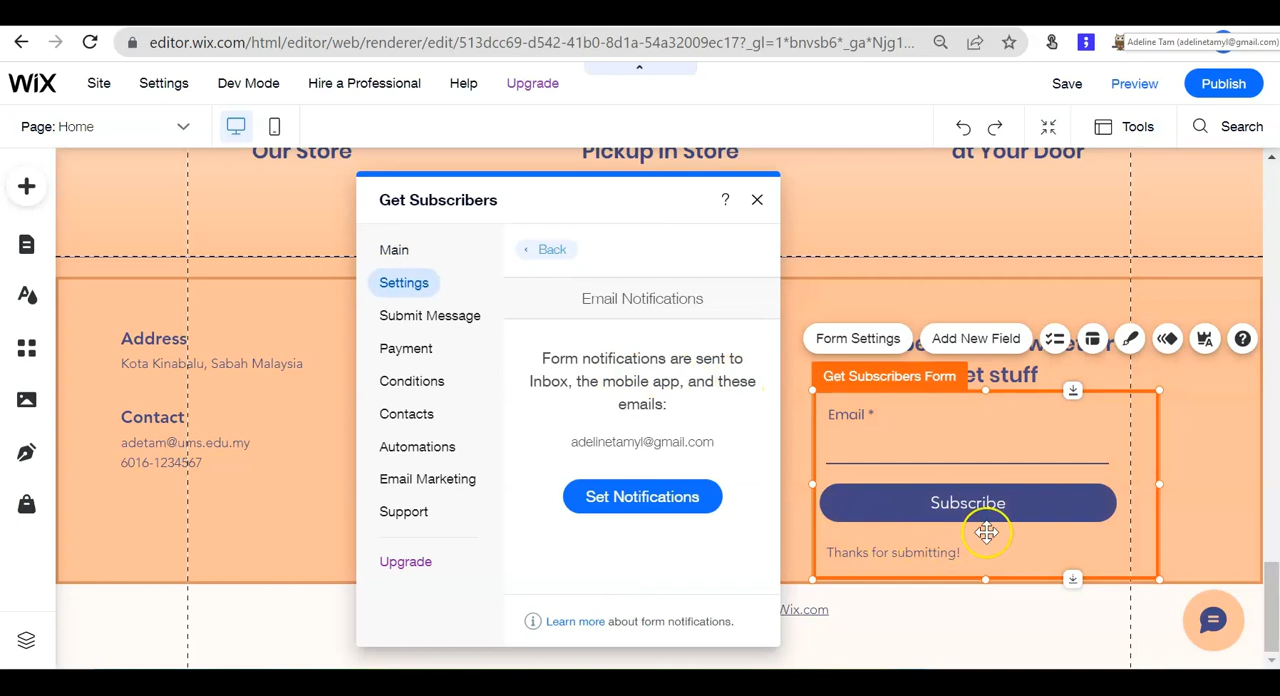 editor.wix.com/html/editor/web/renderer/edit/513dcc69-d542-41b0-8d1a-54a32009ec17?_gl=1*bnvsb6*_ga*Njg1...
Adeline Tam (adelinetamyl@gmail.com)
WiX
Site
Settings
Dev Mode
Hire a Professional
Help
Upgrade
Save
Preview
Publish
Page: Home
Tools
Search
Our Store
Pickup In Store
at Your Door
Get Subscribers
?
Main
Settings
Submit Message
Payment
Conditions
Contacts
Automations
Email Marketing
Support
Upgrade
Back
Email Notifications
Form notifications are sent to
Inbox, the mobile app, and these
emails:
adelinetamyl@gmail.com
Set Notifications
Learn more about form notifications.
Address
Kota Kinabalu, Sabah Malaysia
Contact
adetam@ums.edu.my
6016-1234567
Form Settings
Add New Field
?
et stuff
Get Subscribers Form
Email *
Subscribe
Thanks for submitting!
Wix.com